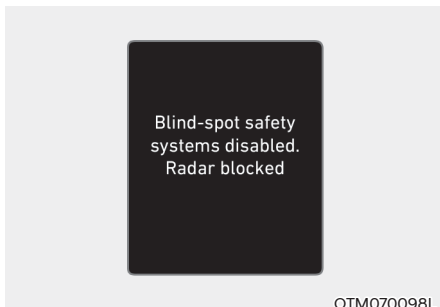 Blind-spot safety
systems disabled.
Radar blocked
OTM070098L